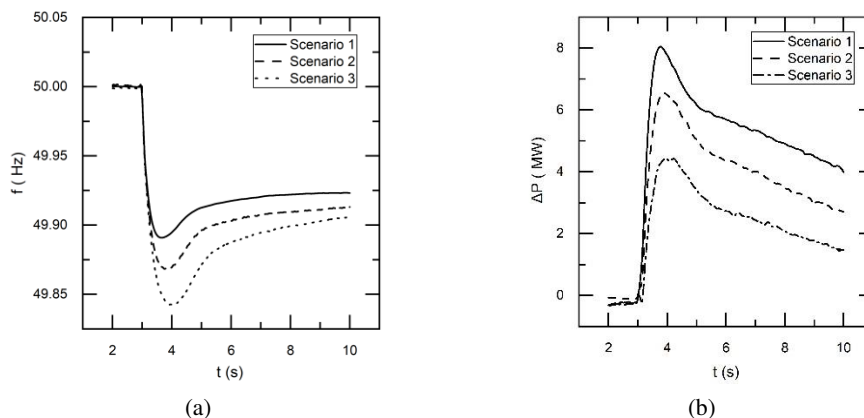 50.05
50.00
49.95
49.90
49.85
f ( Hz)
Scenario 1
Scenario 2
Scenario 3
2 4 6 8 10
t (s)
(a)
8
6
4
2
0
ΔP ( MW)
Scenario 1
Scenario 2
Scenario 3
2 4 6 8 10
t (s)
(b)